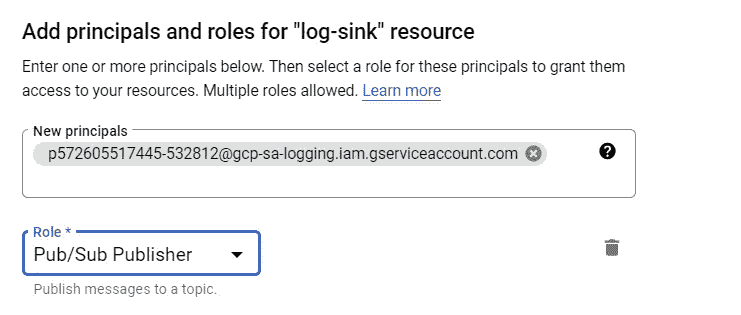 Add principals and roles for "log-sink" resource
Enter one or more principals below. Then select a role for these principals to grant them
access to your resources. Multiple roles allowed. Learn more
New principals
p572605517445-532812@gcp-sa-logging.iam.gserviceaccount.com
Role *
Pub/Sub Publisher
Publish messages to a topic.